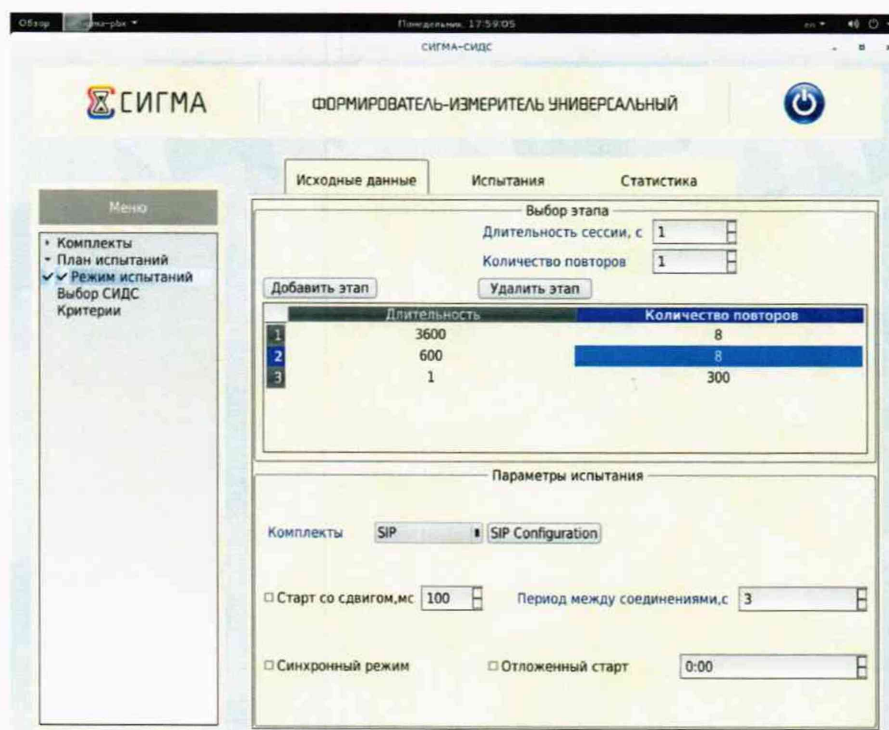 Обзор
Понедельник, 17:59:05
en
СИГМА-СИДС
СИГМА
ФОРМИРОВАТЕЛЬ-ИЗМЕРИТЕЛЬ УНИВЕРСАЛЬНЫЙ
Исходные данные
Испытания
Статистика
Меню
Комплекты
План испытаний
Режим испытаний
Выбор СИДС
Критерии
Выбор этапа
Длительность сессии, с 1
Количество повторов 1
Добавить этап
Удалить этап
Длительность Количество повторов
1 3600 8
2 600 8
3 1 300
Параметры испытания
Комплекты SIP SIP Configuration
Старт со сдвигом,мс 100 Период между соединениями,с 3
Синхронный режим Отложенный старт 0:00